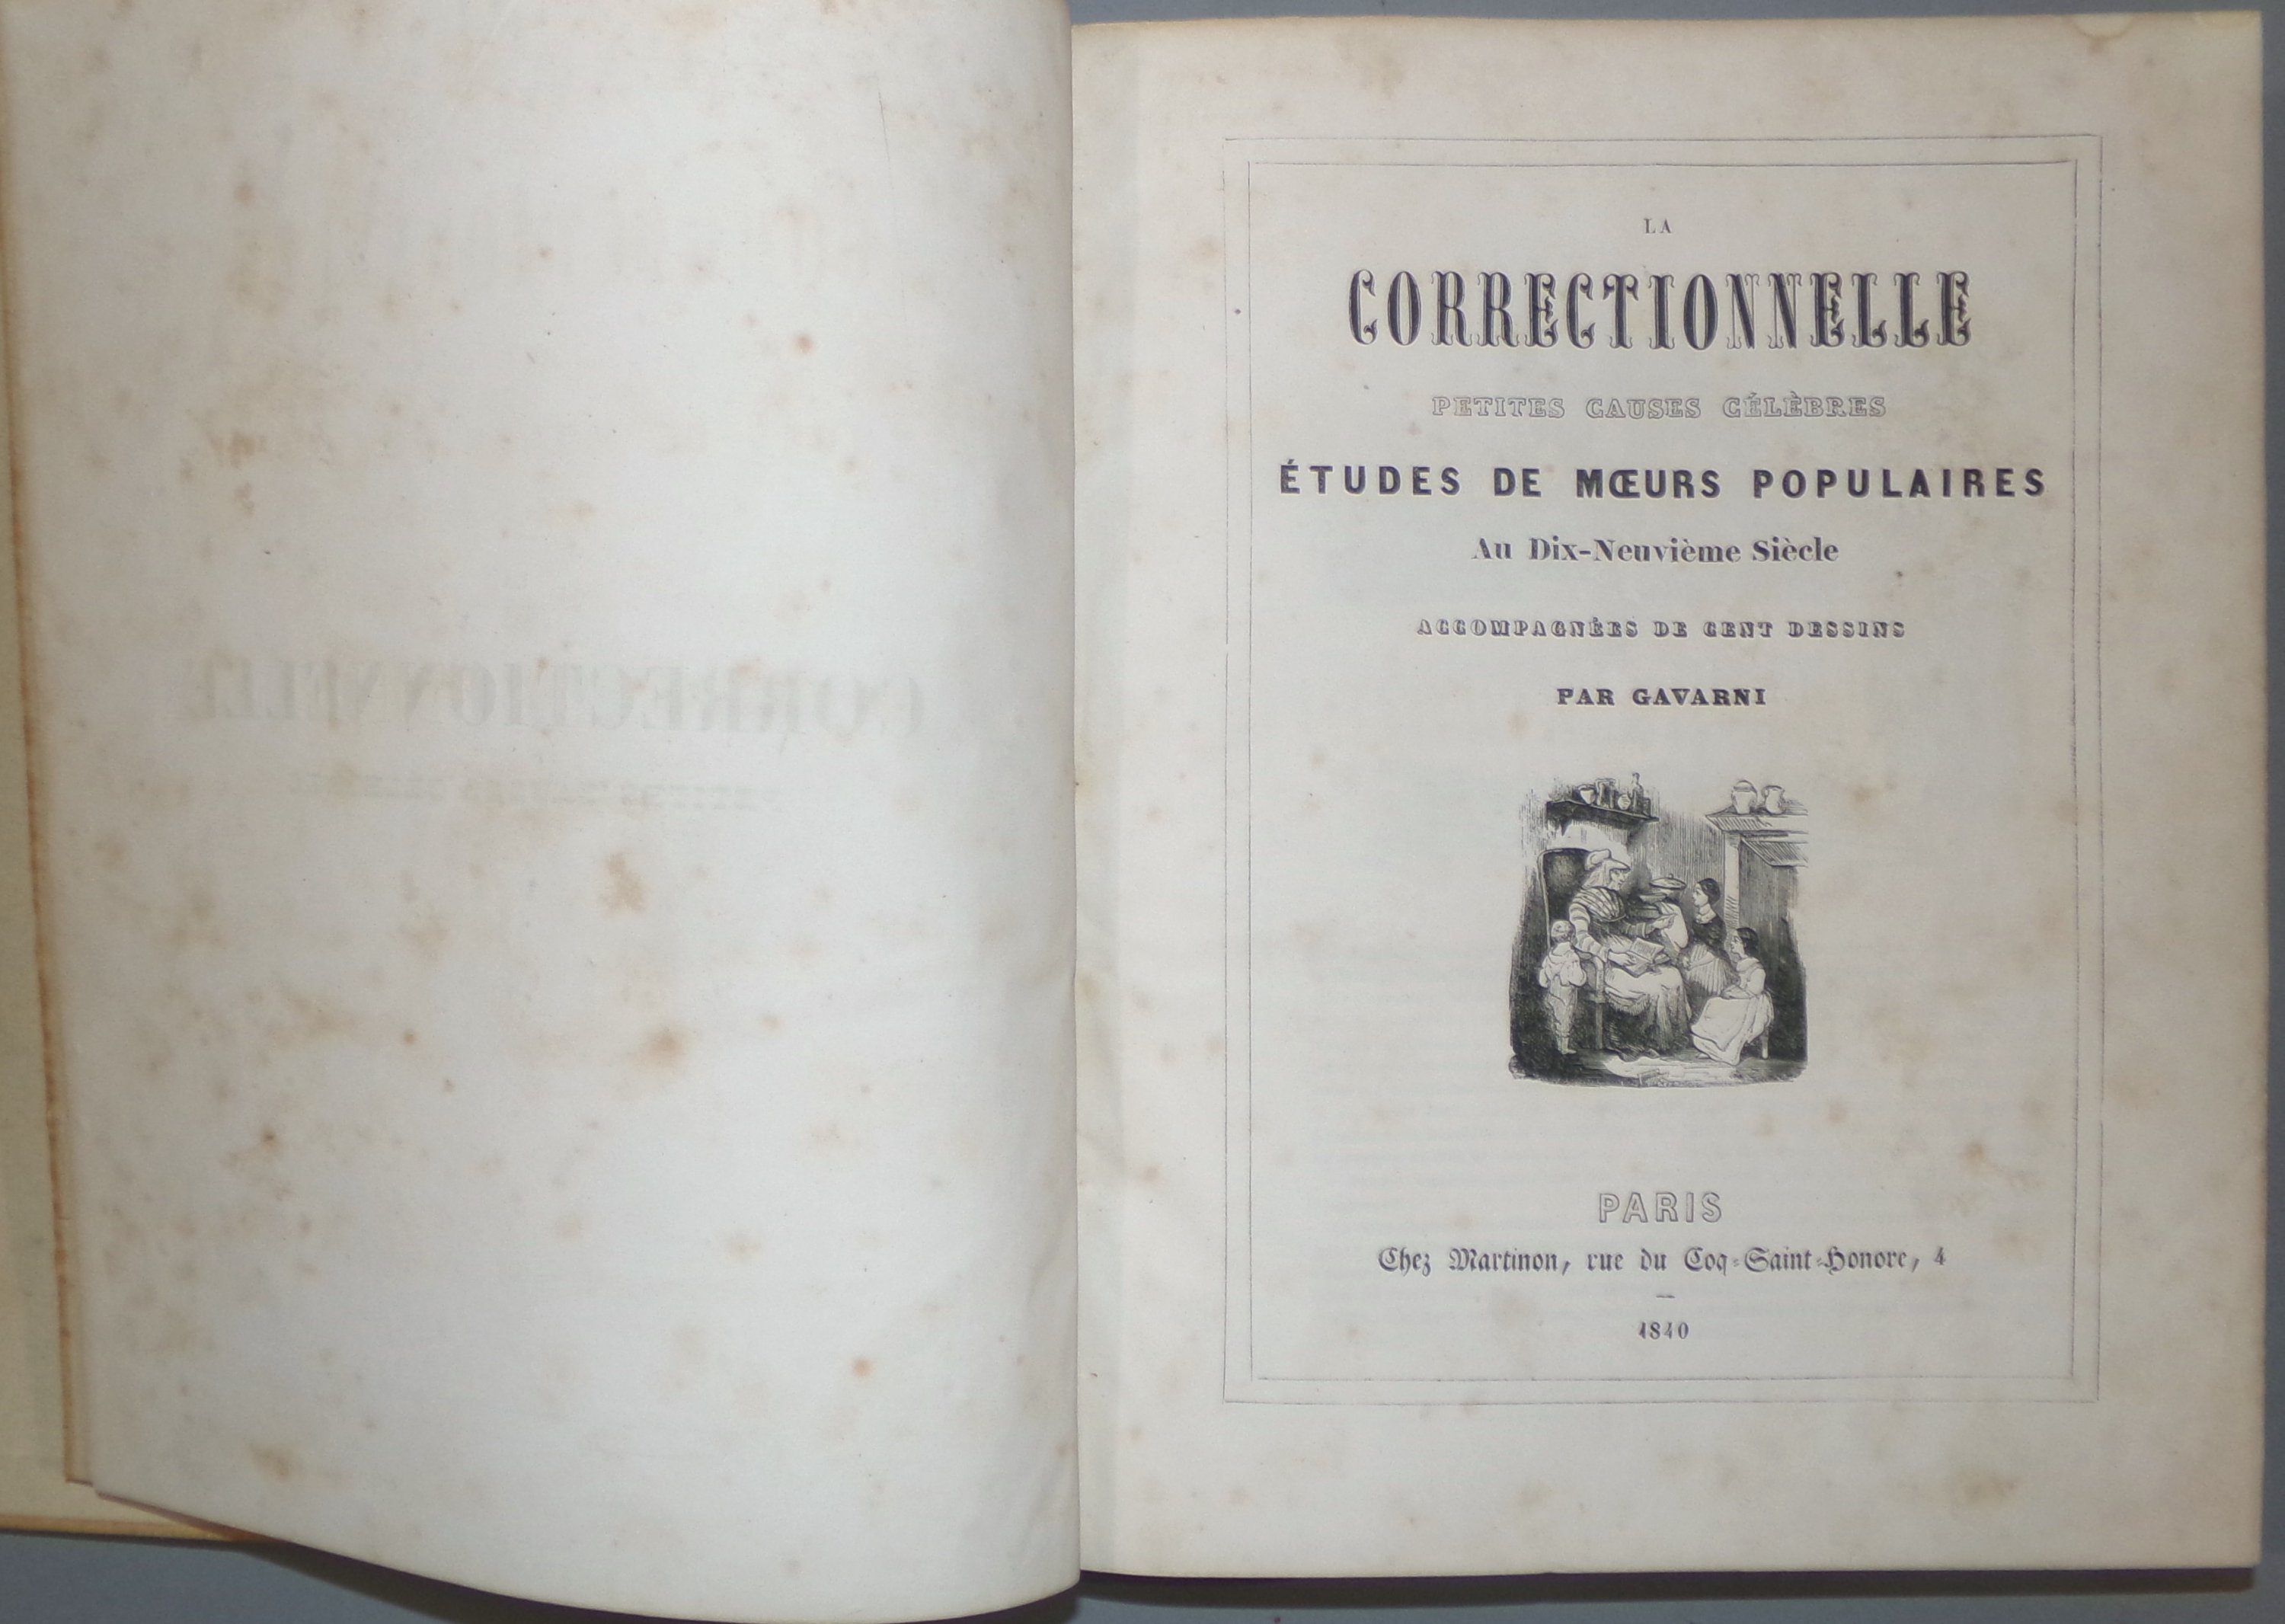 LA
CORRECTIONNELLE
PETITES CAUSES CÉLÈBRES
ÉTUDES DE MŒURS POPULAIRES
Au Dix-Neuvième Siècle
ACCOMPAGNÉES DE CENT DESSINS
PAR GAVARNI
PARIS
Chez Martinon, rue du Coq-Saint-Honore, 4
1840